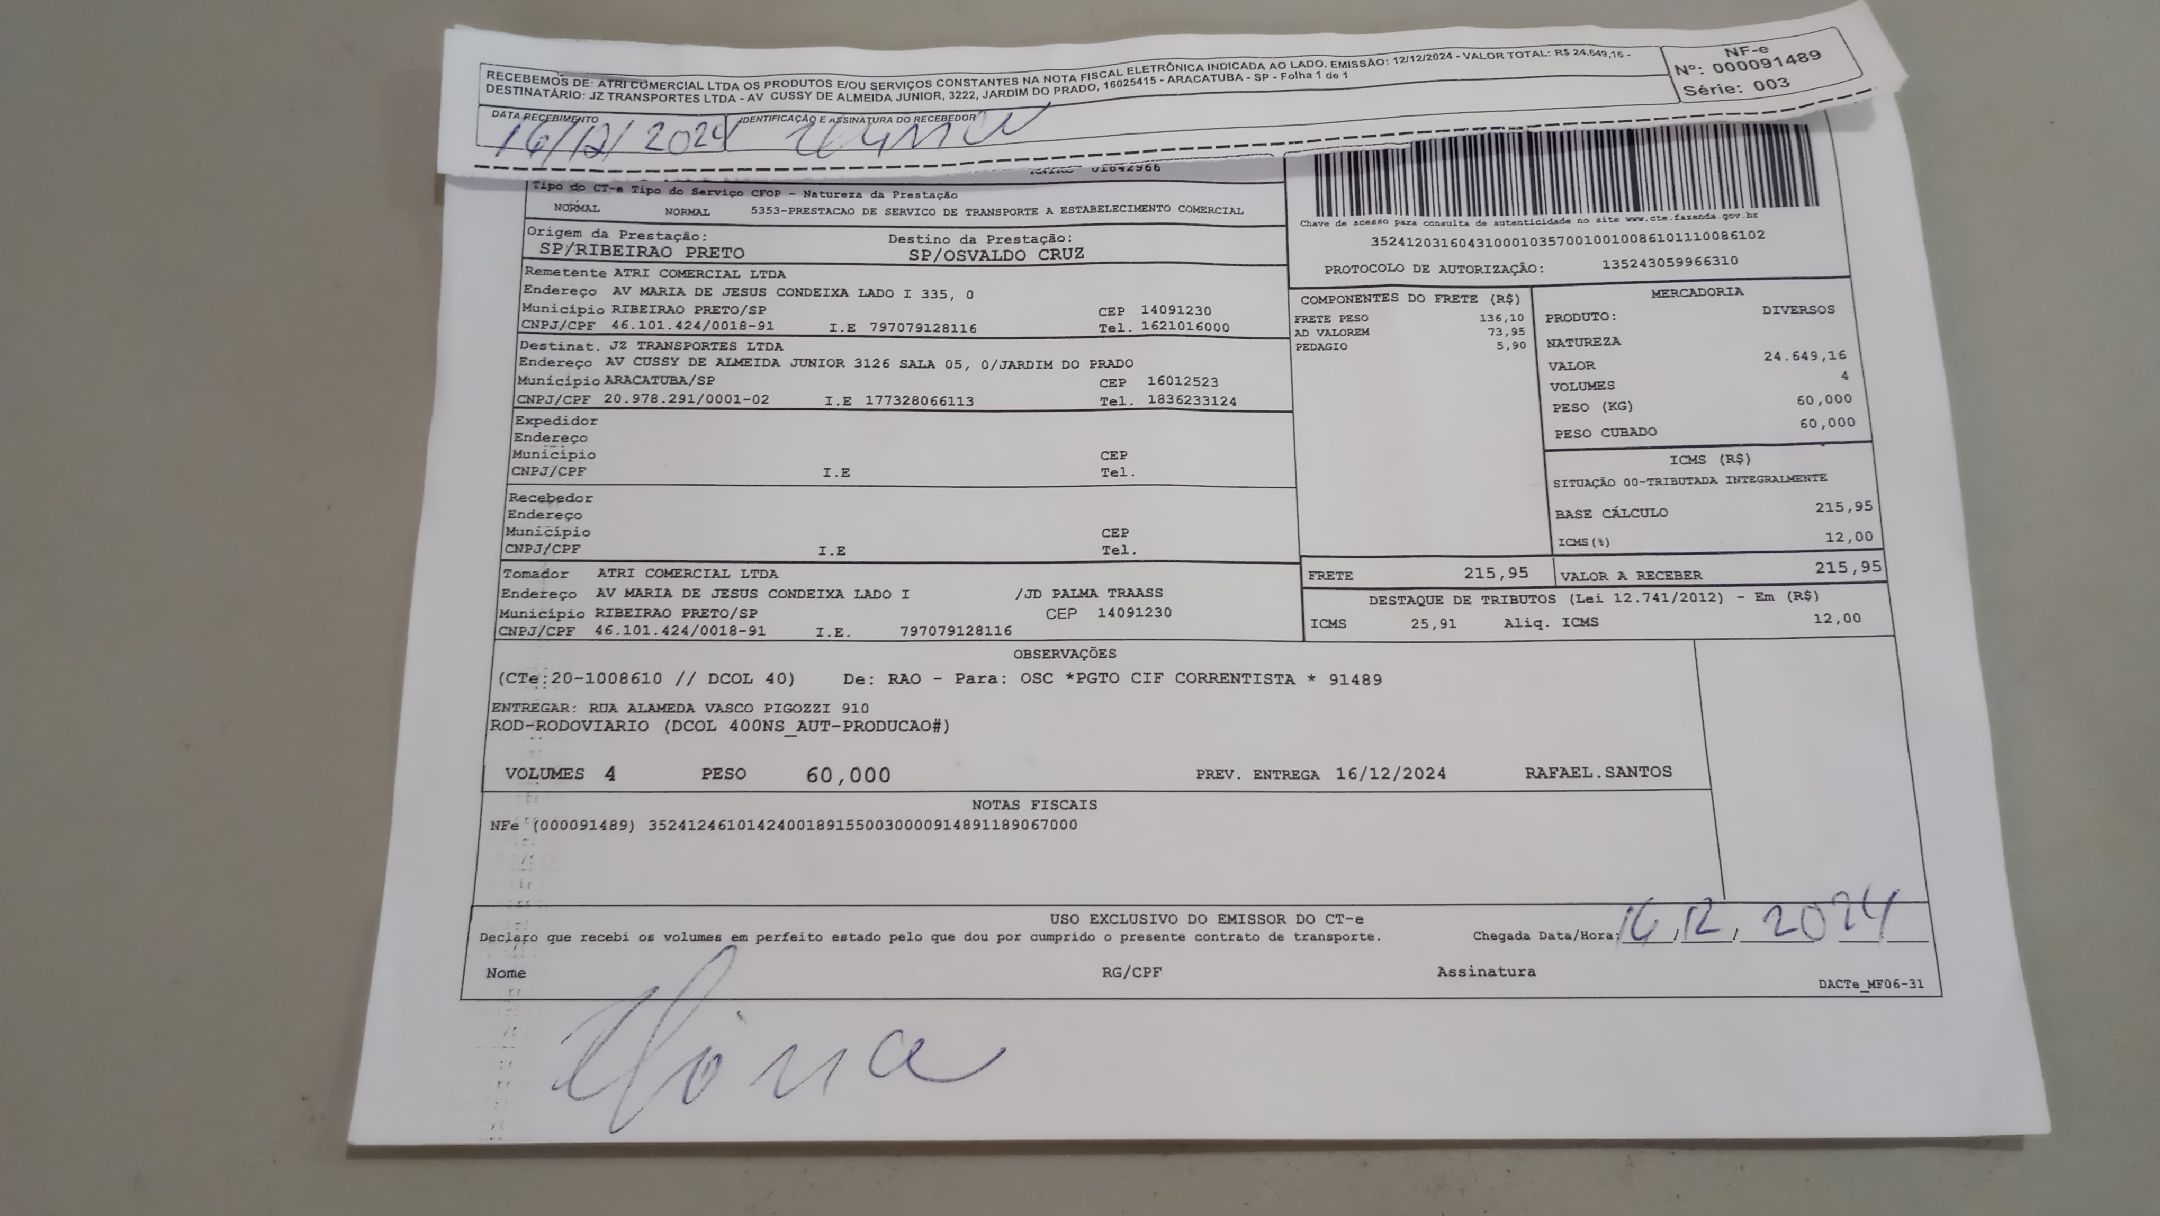 RECEBEMOS DE: ATRI COMERCIAL LTDA OS PRODUTOS E/OU SERVIÇOS CONSTANTES NA NOTA FISCAL ELETRÔNICA INDICADA AO LADO. EMISSÃO: 12/12/2024 - VALOR TOTAL: R$ 24.649,16 -
DESTINATÁRIO: JZ TRANSPORTES LTDA - AV CUSSY DE ALMEIDA JUNIOR, 3222, JARDIM DO PRADO, 16025415 - ARACATUBA - SP - Folha 1 de 1
NF-e
Nº: 000091489
Série: 003
DATA RECEBIMENTO
IDENTIFICAÇÃO E ASSINATURA DO RECEBEDOR
16/12/2024
01642966
Tipo do CT-e Tipo do Serviço CFOP - Natureza da Prestação
NORMAL NORMAL 5353-PRESTACAO DE SERVICO DE TRANSPORTE A ESTABELECIMENTO COMERCIAL
Origem da Prestação: Destino da Prestação:
SP/RIBEIRAO PRETO SP/OSVALDO CRUZ
Remetente ATRI COMERCIAL LTDA
Endereço AV MARIA DE JESUS CONDEIXA LADO I 335, 0
Município RIBEIRAO PRETO/SP CEP 14091230
CNPJ/CPF 46.101.424/0018-91 I.E 797079128116 Tel. 1621016000
Destinat. JZ TRANSPORTES LTDA
Endereço AV CUSSY DE ALMEIDA JUNIOR 3126 SALA 05, 0/JARDIM DO PRADO
Município ARACATUBA/SP CEP 16012523
CNPJ/CPF 20.978.291/0001-02 I.E 177328066113 Tel. 1836233124
Expedidor
Endereço
Município CEP
CNPJ/CPF I.E Tel.
Recebedor
Endereço
Município CEP
CNPJ/CPF I.E Tel.
Tomador ATRI COMERCIAL LTDA
Endereço AV MARIA DE JESUS CONDEIXA LADO I /JD PALMA TRAASS
Município RIBEIRAO PRETO/SP CEP 14091230
CNPJ/CPF 46.101.424/0018-91 I.E. 797079128116
Chave de acesso para consulta de autenticidade no site www.cte.fazenda.gov.br
35241203160431000103570010010086101110086102
PROTOCOLO DE AUTORIZAÇÃO: 135243059966310
COMPONENTES DO FRETE (R$)
FRETE PESO 136,10
AD VALOREM 73,95
PEDAGIO 5,90
MERCADORIA
PRODUTO: DIVERSOS
NATUREZA
VALOR 24.649,16
VOLUMES 4
PESO (KG) 60,000
PESO CUBADO 60,000
ICMS (R$)
SITUAÇÃO 00-TRIBUTADA INTEGRALMENTE
BASE CÁLCULO 215,95
ICMS(%) 12,00
FRETE 215,95 VALOR A RECEBER 215,95
DESTAQUE DE TRIBUTOS (Lei 12.741/2012) - Em (R$)
ICMS 25,91 Aliq. ICMS 12,00
OBSERVAÇÕES
(CTe:20-1008610 // DCOL 40) De: RAO - Para: OSC *PGTO CIF CORRENTISTA * 91489
ENTREGAR: RUA ALAMEDA VASCO PIGOZZI 910
ROD-RODOVIARIO (DCOL 400NS_AUT-PRODUCAO#)
VOLUMES 4 PESO 60,000 PREV. ENTREGA 16/12/2024 RAFAEL.SANTOS
NOTAS FISCAIS
NFe (000091489) 35241246101424001891550030000914891189067000
USO EXCLUSIVO DO EMISSOR DO CT-e
Declaro que recebi os volumes em perfeito estado pelo que dou por cumprido o presente contrato de transporte. Chegada Data/Hora: 16/12/2024
Nome RG/CPF Assinatura
DACTe_MF06-31